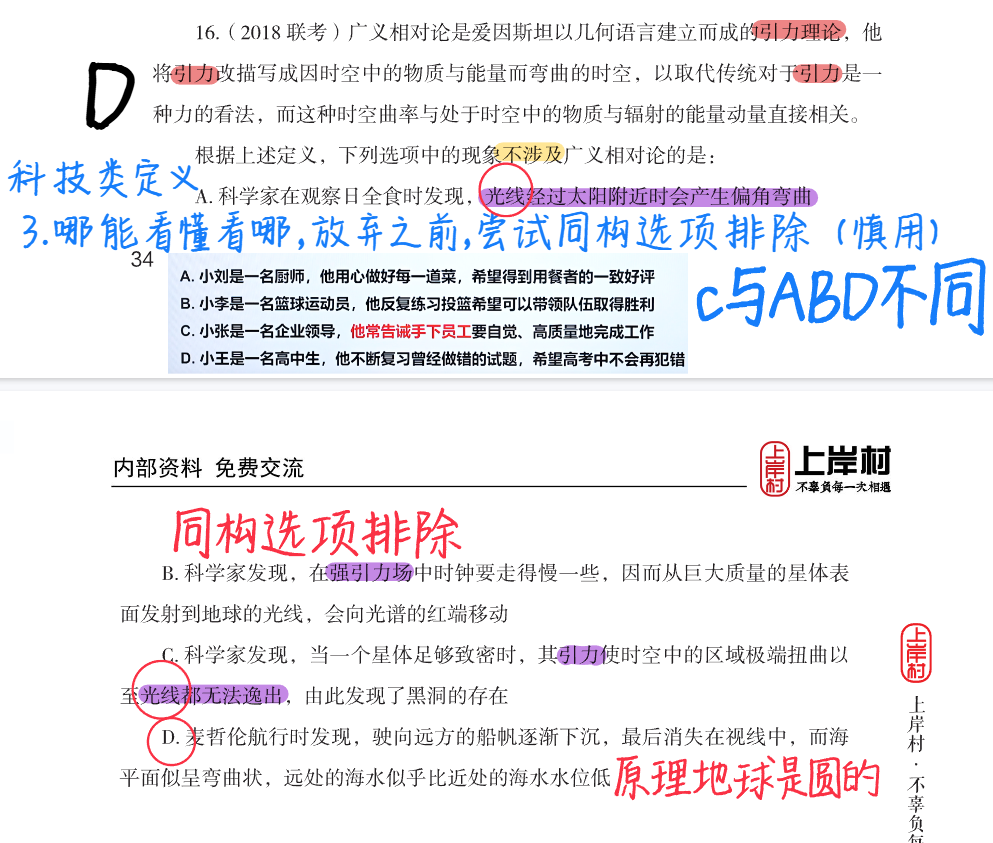 16.（2018 联考）广义相对论是爱因斯坦以几何语言建立而成的引力理论，他
将引力改描写成因时空中的物质与能量而弯曲的时空，以取代传统对于引力是一
D
种力的看法，而这种时空曲率与处于时空中的物质与辐射的能量动量直接相关。
根据上述定义，下列选项中的现象不涉及广义相对论的是：
科技类定义
A. 科学家在观察日全食时发现，光线经过太阳附近时会产生偏角弯曲
3.哪能看懂看哪,放弃之前,尝试同构选项排除（慎用）
34
A. 小刘是一名厨师，他用心做好每一道菜，希望得到用餐者的一致好评
B. 小李是一名篮球运动员，他反复练习投篮希望可以带领队伍取得胜利
C. 小张是一名企业领导，他常告诫手下员工要自觉、高质量地完成工作
D. 小王是一名高中生，他不断复习曾经做错的试题，希望高考中不会再犯错
C与ABD不同
内部资料 免费交流
上岸村
上岸村
不辜负每一次相遇
同构选项排除
B. 科学家发现，在强引力场中时钟要走得慢一些，因而从巨大质量的星体表
面发射到地球的光线，会向光谱的红端移动
C. 科学家发现，当一个星体足够致密时，其引力使时空中的区域极端扭曲以
至光线都无法逸出，由此发现了黑洞的存在
D. 麦哲伦航行时发现，驶向远方的船帆逐渐下沉，最后消失在视线中，而海
平面似呈弯曲状，远处的海水似乎比近处的海水水位低
原理地球是圆的
上岸村
上岸村·不辜负每